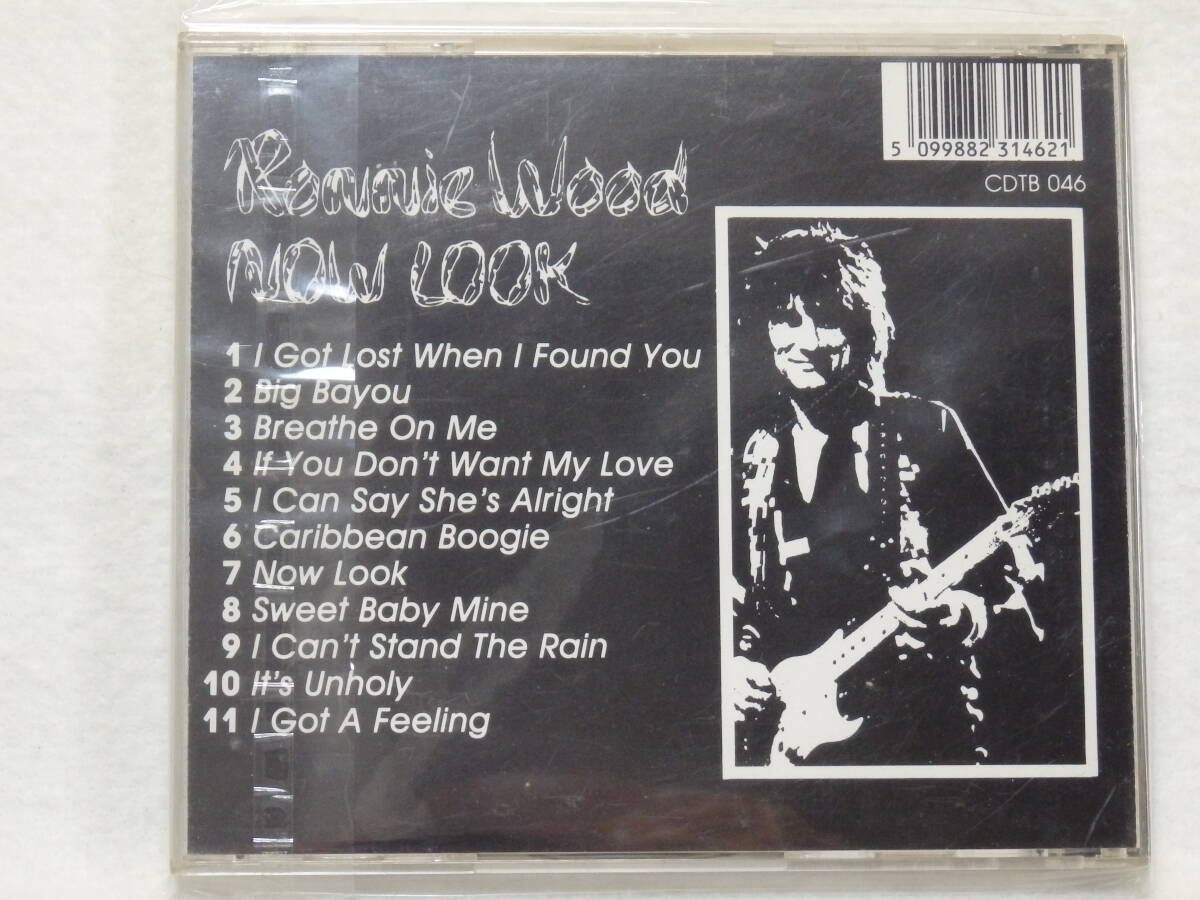 5 099882 314621
CDTB 046
Ronnie Wood
NOW LOOK
1 I Got Lost When I Found You
2 Big Bayou
3 Breathe On Me
4 If You Don't Want My Love
5 I Can Say She's Alright
6 Caribbean Boogie
7 Now Look
8 Sweet Baby Mine
9 I Can't Stand The Rain
10 It's Unholy
11 I Got A Feeling